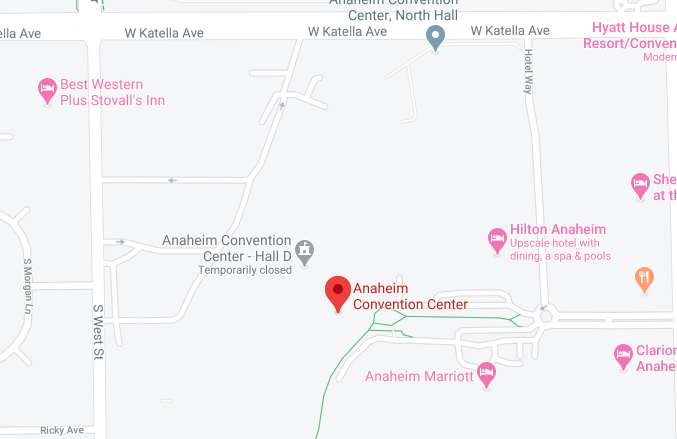 Anaheim Convention
Center, North Hall
W Katella Ave
W Katella Ave
W Katella Ave
Hyatt House A
Resort/Conven
Modern
Best Western
Plus Stovall's Inn
Hotel Way
She
at th
Hilton Anaheim
Upscale hotel with
dining, a spa & pools
Anaheim Convention
Center - Hall D
Temporarily closed
S Morgan Ln
S West St
Anaheim
Convention Center
Anaheim Marriott
Clarion
Anahe
Ricky Ave